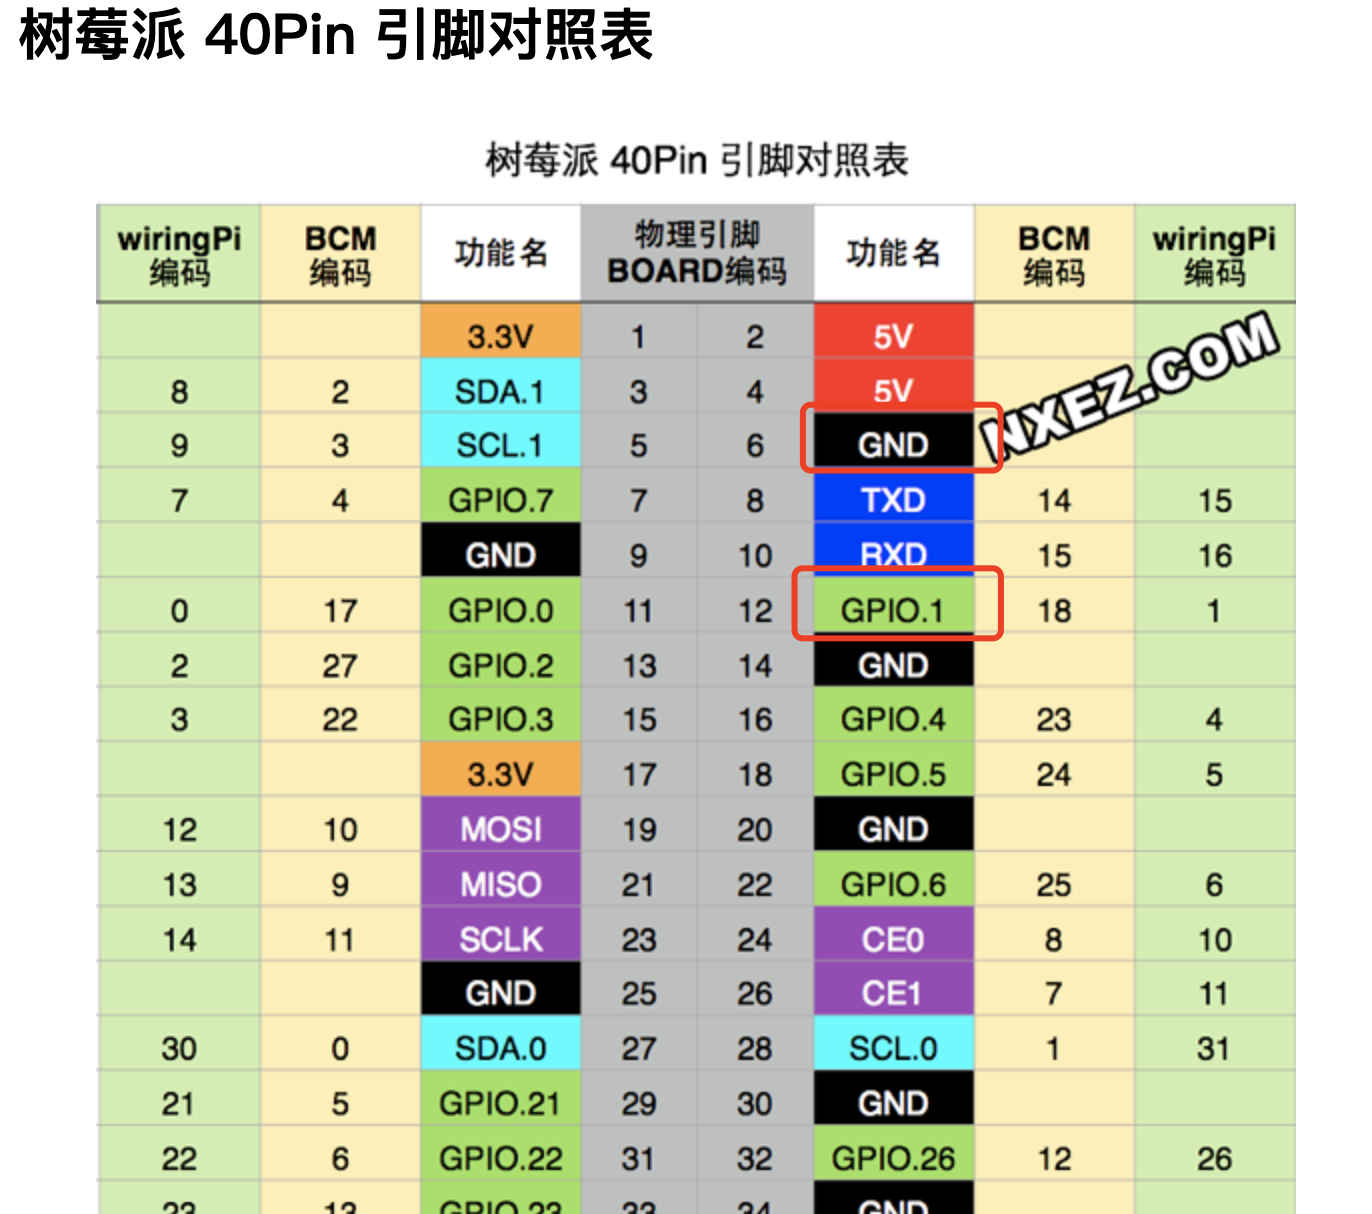 树莓派 40Pin 引脚对照表
树莓派 40Pin 引脚对照表
wiringPi 编码 BCM 编码 功能名 物理引脚 BOARD编码 功能名 BCM 编码 wiringPi 编码
3.3V 1 2 5V
8 2 SDA.1 3 4 5V
NXEZ.COM
9 3 SCL.1 5 6 GND
7 4 GPIO.7 7 8 TXD 14 15
GND 9 10 RXD 15 16
0 17 GPIO.0 11 12 GPIO.1 18 1
2 27 GPIO.2 13 14 GND
3 22 GPIO.3 15 16 GPIO.4 23 4
3.3V 17 18 GPIO.5 24 5
12 10 MOSI 19 20 GND
13 9 MISO 21 22 GPIO.6 25 6
14 11 SCLK 23 24 CE0 8 10
GND 25 26 CE1 7 11
30 0 SDA.0 27 28 SCL.0 1 31
21 5 GPIO.21 29 30 GND
22 6 GPIO.22 31 32 GPIO.26 12 26
23 13 GPIO.23 33 34 GND